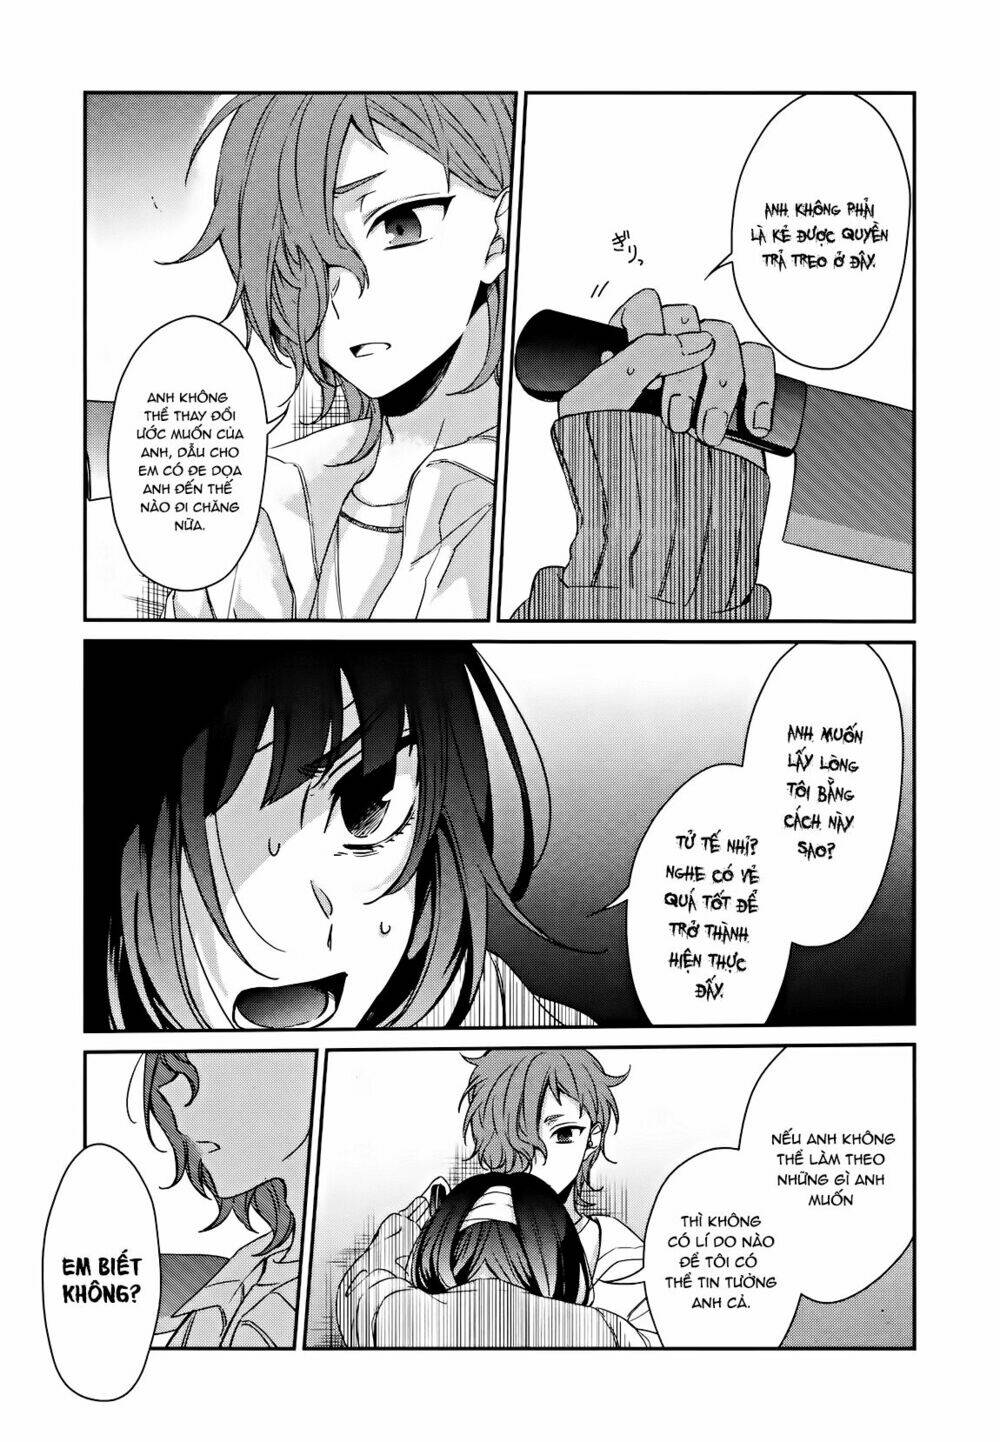 ANH KHÔNG PHẢI
LÀ KẺ ĐƯỢC QUYỀN
TRẢ TREO Ở ĐÂY.
ぎりっ
ANH KHÔNG
THỂ THAY ĐỔI
ƯỚC MUỐN CỦA
ANH, DẪU CHO
EM CÓ ĐE DỌA
ANH ĐẾN THẾ
NÀO ĐI CHĂNG
NỮA.
ANH MUỐN
LẤY LÒNG
TÔI BẰNG
CÁCH NÀY
SAO?
TỬ TẾ NHỈ?
NGHE CÓ VẺ
QUÁ TỐT ĐỂ
TRỞ THÀNH
HIỆN THỰC
ĐẤY.
NẾU ANH KHÔNG
THỂ LÀM THEO
NHỮNG GÌ ANH
MUỐN
THÌ KHÔNG
CÓ LÍ DO NÀO
ĐỂ TÔI CÓ
THỂ TIN TƯỞNG
ANH CẢ.
EM BIẾT
KHÔNG?